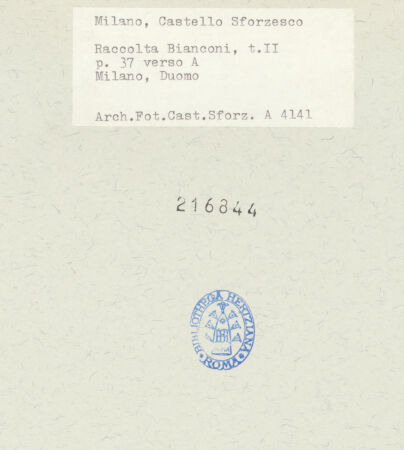 Milano, Castello Sforzesco
Raccolta Bianconi, t.II
p. 37 verso A
Milano, Duomo
Arch.Fot.Cast.Sforz. A 4141
216844
BIBLIOTHECA HERTZIANA
• ROMA •